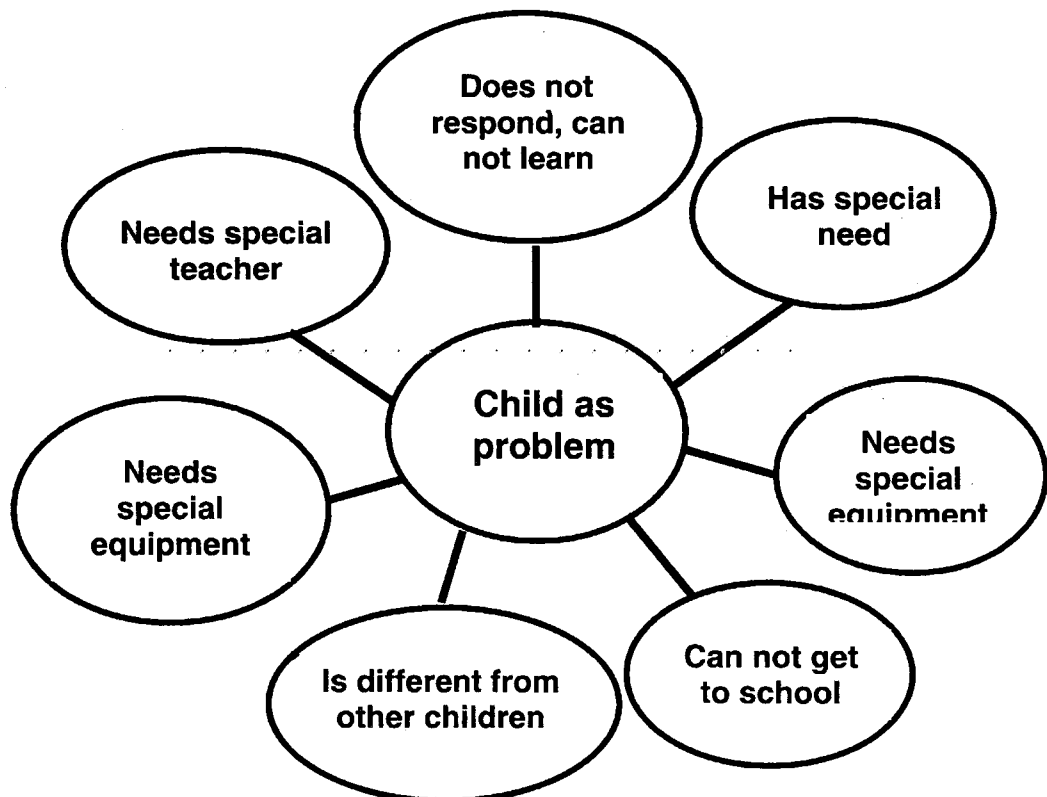 Does not
respond, can
not learn
Has special
need
Needs special
teacher
Child as
problem
Needs
special
equipment
Needs
special
equipment
Is different from
other children
Can not get
to school